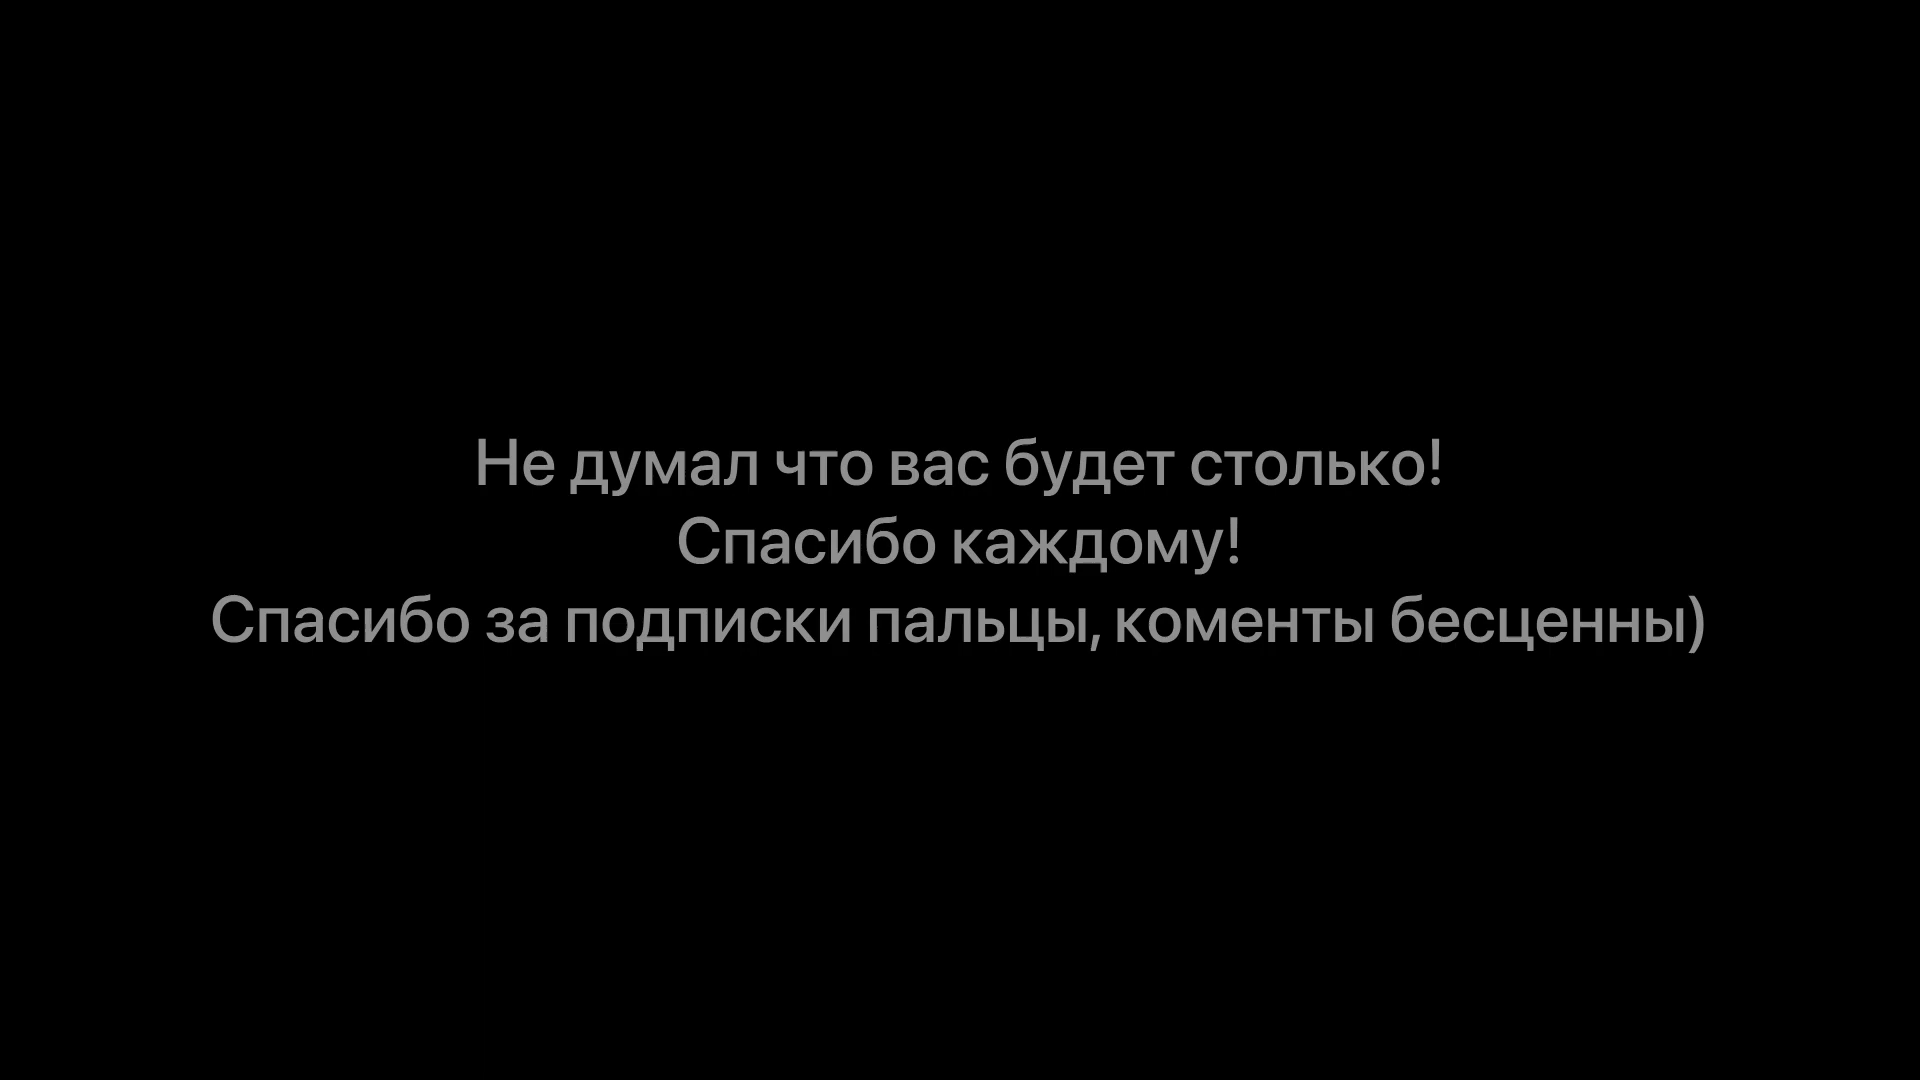 Не думал что вас будет столько!
Спасибо каждому!
Спасибо за подписки пальцы, коменты бесценны)